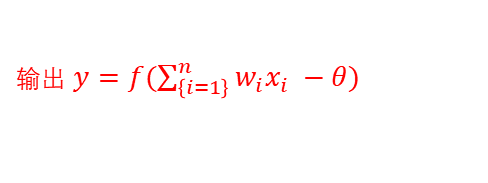 输出 y = f(∑_{i=1}^n w_i x_i − θ)